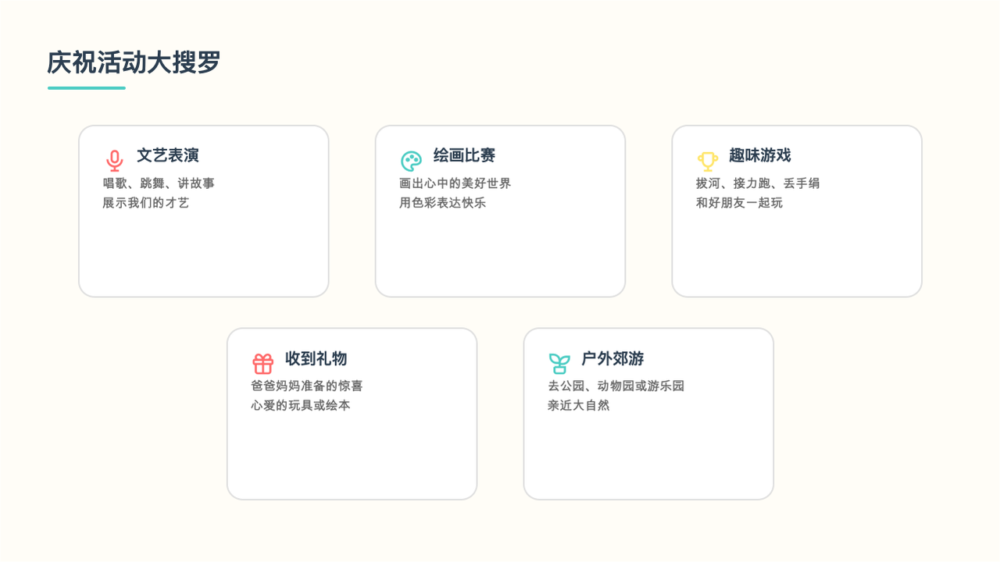 庆祝活动大搜罗
文艺表演
唱歌、跳舞、讲故事
展示我们的才艺
绘画比赛
画出心中的美好世界
用色彩表达快乐
趣味游戏
拔河、接力跑、丢手绢
和好朋友一起玩
收到礼物
爸爸妈妈准备的惊喜
心爱的玩具或绘本
户外郊游
去公园、动物园或游乐园
亲近大自然